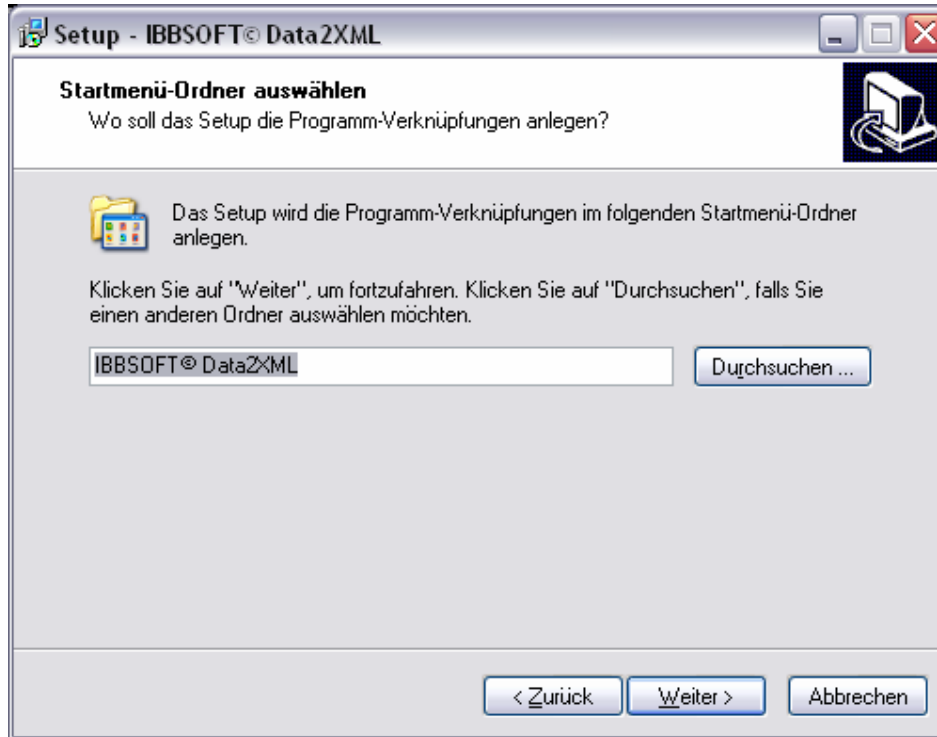 Setup - IBBSOFT© Data2XML
Startmenü-Ordner auswählen
Wo soll das Setup die Programm-Verknüpfungen anlegen?
Das Setup wird die Programm-Verknüpfungen im folgenden Startmenü-Ordner
anlegen.
Klicken Sie auf "Weiter", um fortzufahren. Klicken Sie auf "Durchsuchen", falls Sie
einen anderen Ordner auswählen möchten.
IBBSOFT© Data2XML
Durchsuchen ...
< Zurück
Weiter >
Abbrechen